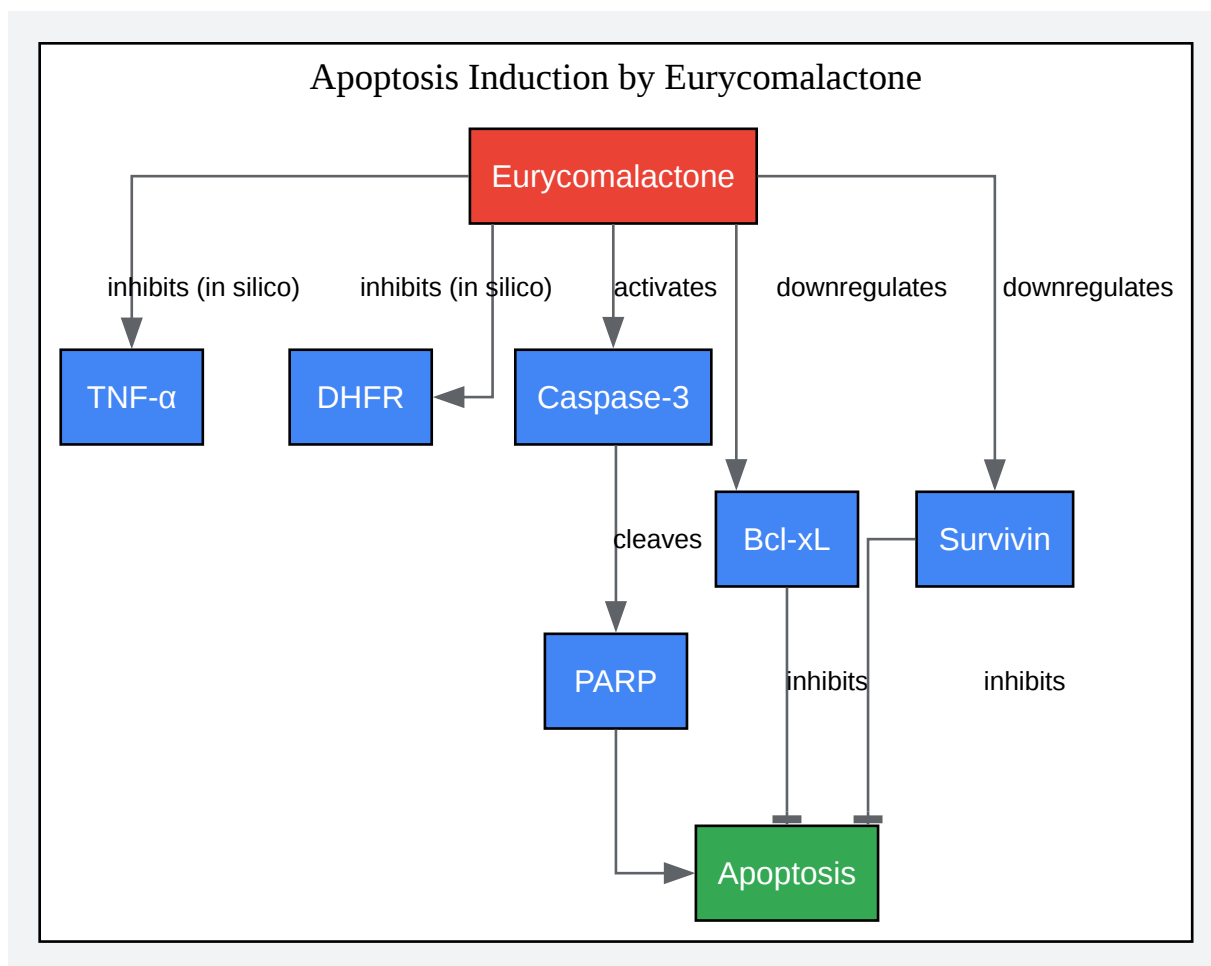 Apoptosis Induction by Eurycomalactone
Eurycomalactone
inhibits (in silico)
inhibits (in silico)
activates
downregulates
downregulates
TNF-α
DHFR
Caspase-3
cleaves
Bcl-xL
Survivin
PARP
inhibits
inhibits
Apoptosis